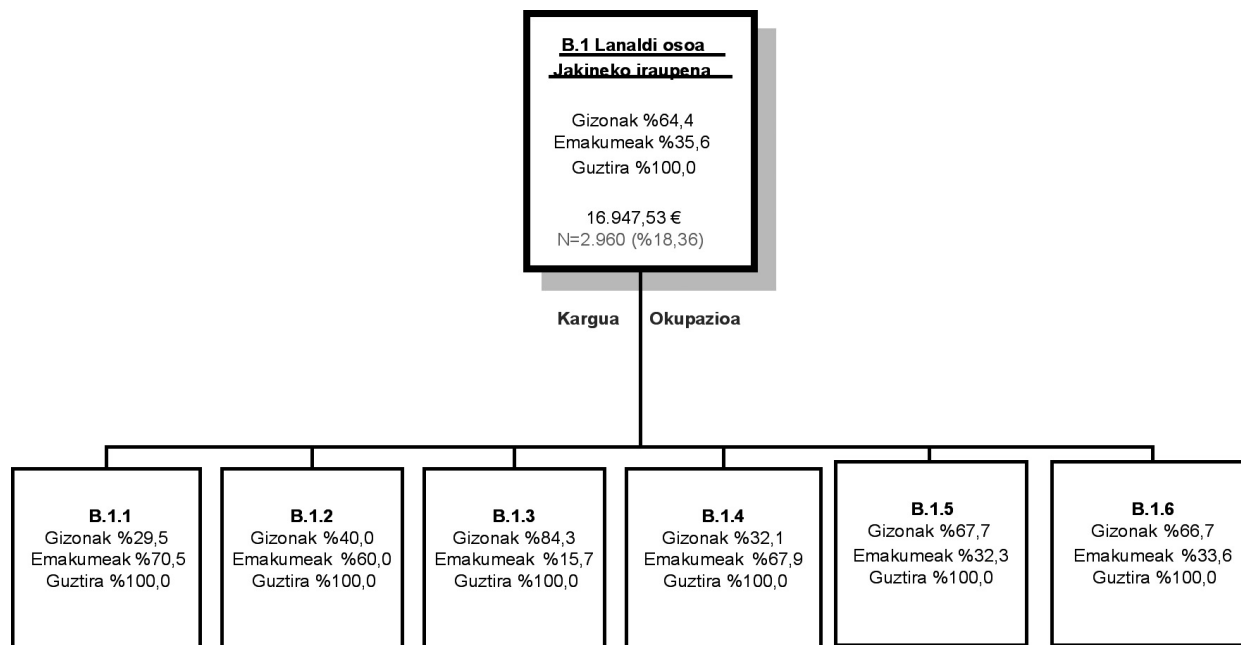 B.1 Lanaldi osoa
Jakineko iraupena
Gizonak %64,4
Emakumeak %35,6
Guztira %100,0
16.947,53 €
N=2.960 (%18,36)
Kargua Okupazioa
B.1.1
Gizonak %29,5
Emakumeak %70,5
Guztira %100,0
B.1.2
Gizonak %40,0
Emakumeak %60,0
Guztira %100,0
B.1.3
Gizonak %84,3
Emakumeak %15,7
Guztira %100,0
B.1.4
Gizonak %32,1
Emakumeak %67,9
Guztira %100,0
B.1.5
Gizonak %67,7
Emakumeak %32,3
Guztira %100,0
B.1.6
Gizonak %66,7
Emakumeak %33,6
Guztira %100,0